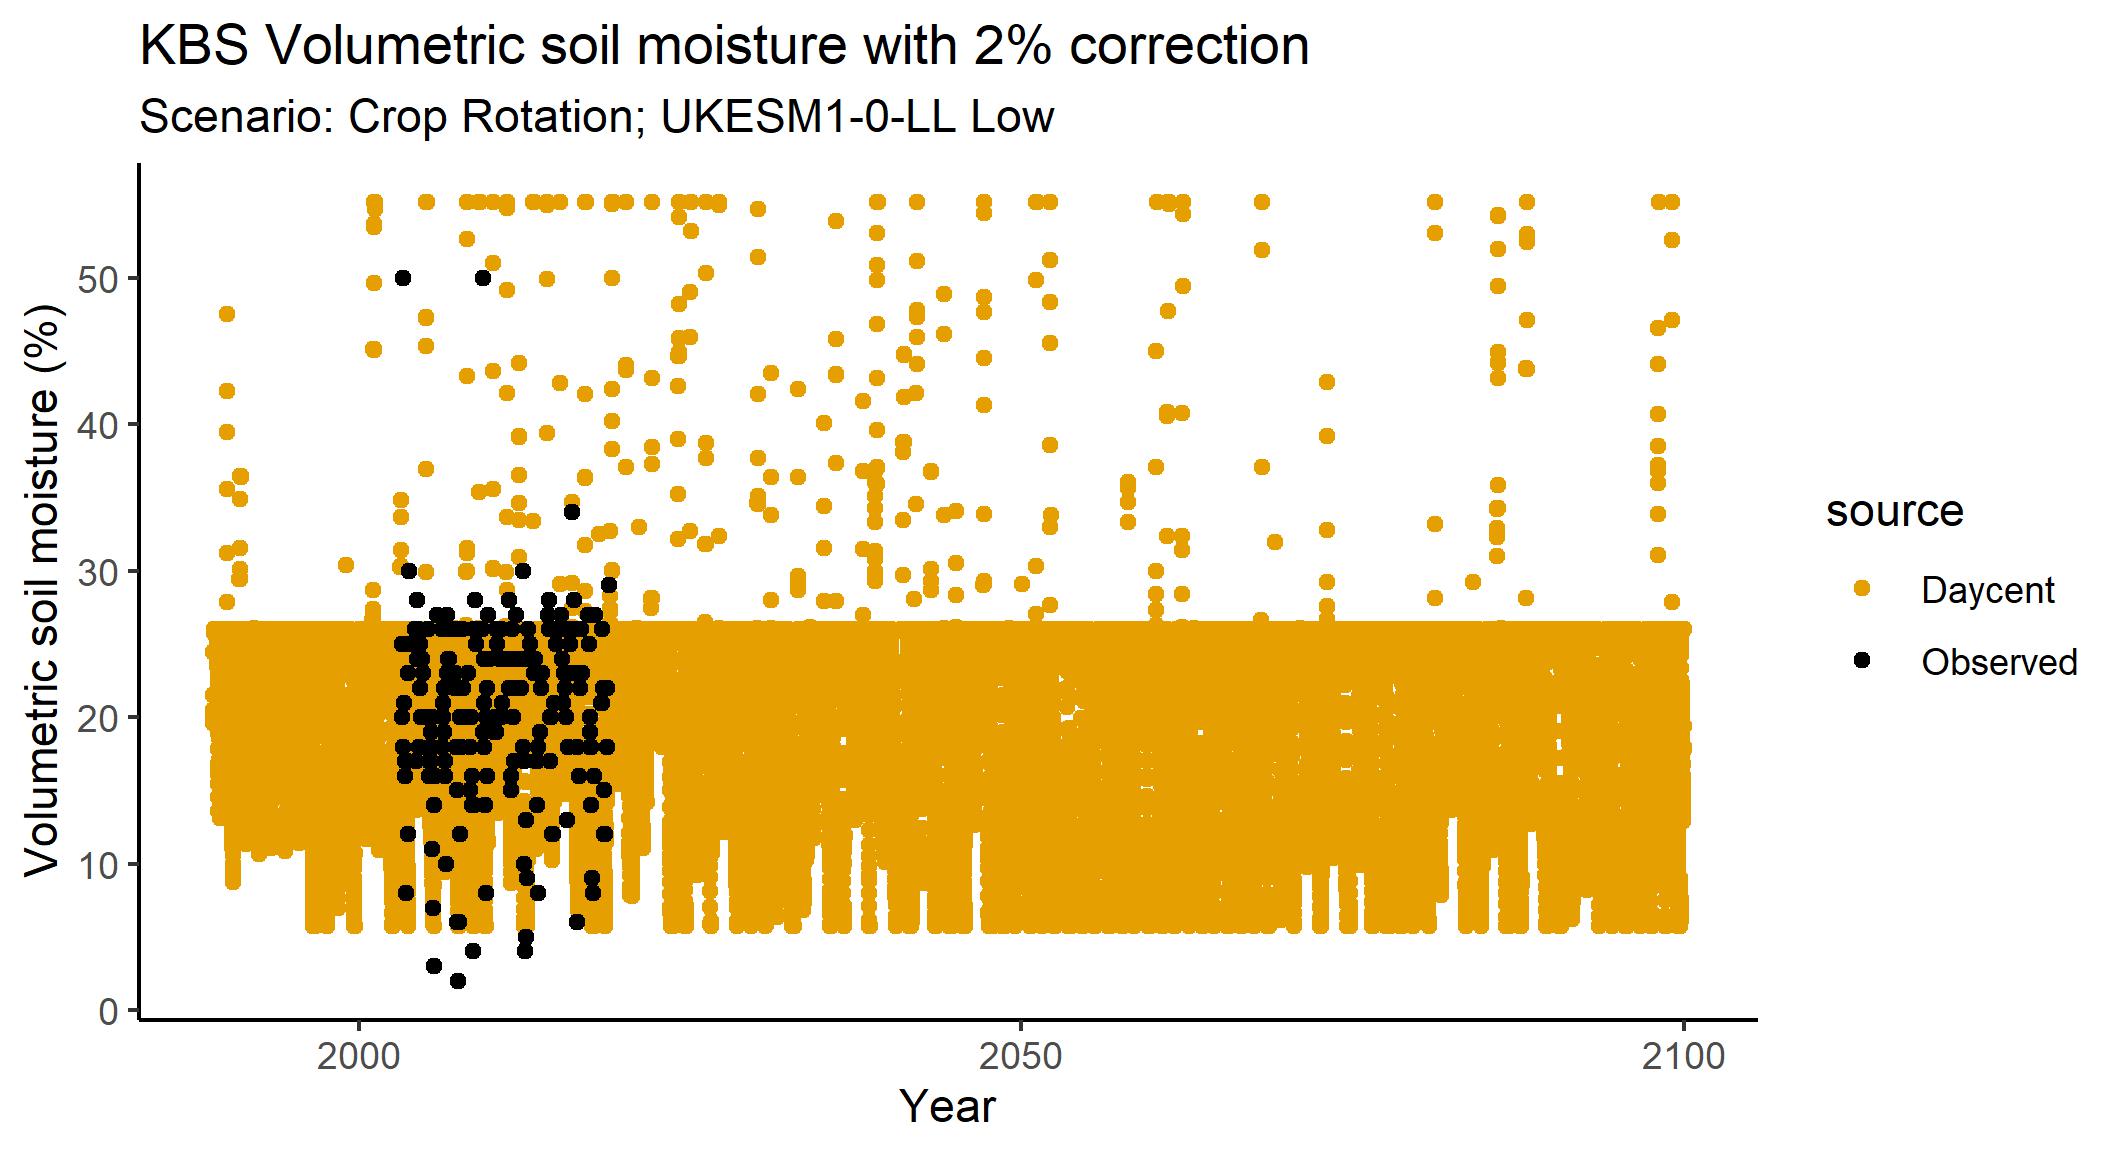 KBS Volumetric soil moisture with 2% correction
Scenario: Crop Rotation; UKESM1-0-LL Low
Volumetric soil moisture (%)
50
40
30
20
10
0
2000
2050
2100
Year
source
Daycent
Observed